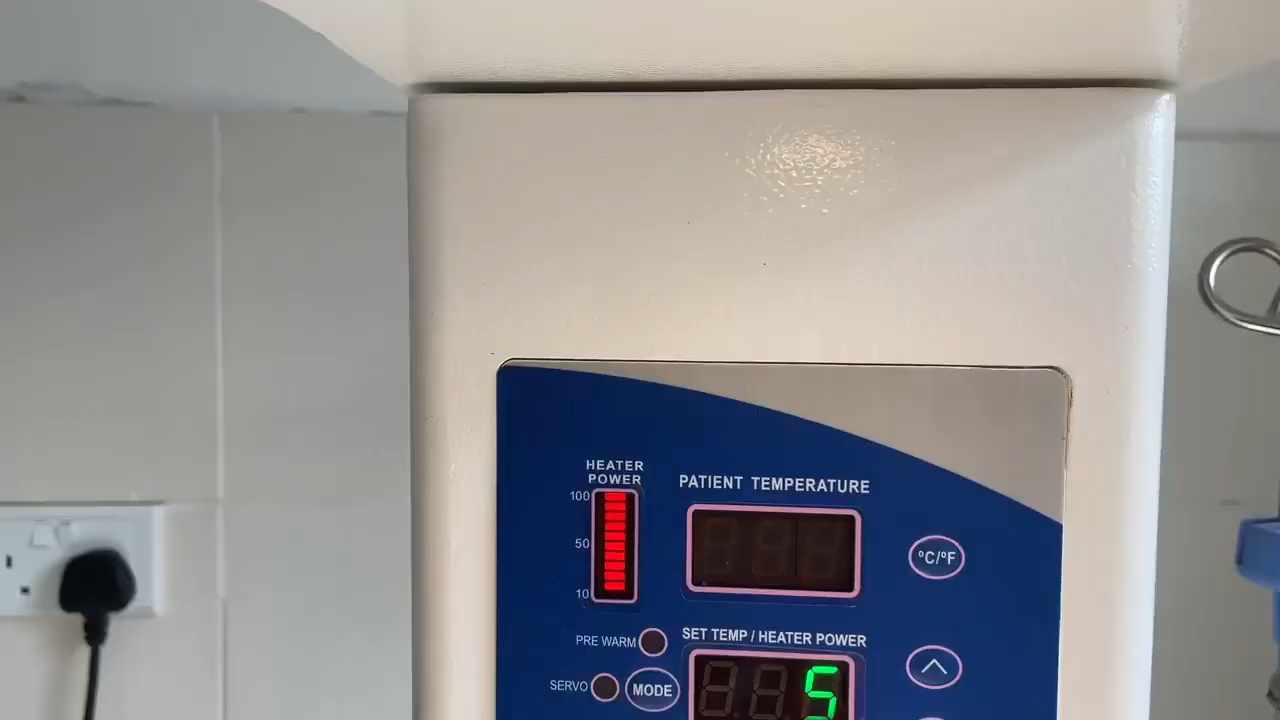 HEATER
POWER
100
50
10
PATIENT TEMPERATURE
°C/°F
PRE WARM
SET TEMP / HEATER POWER
SERVO
MODE
5